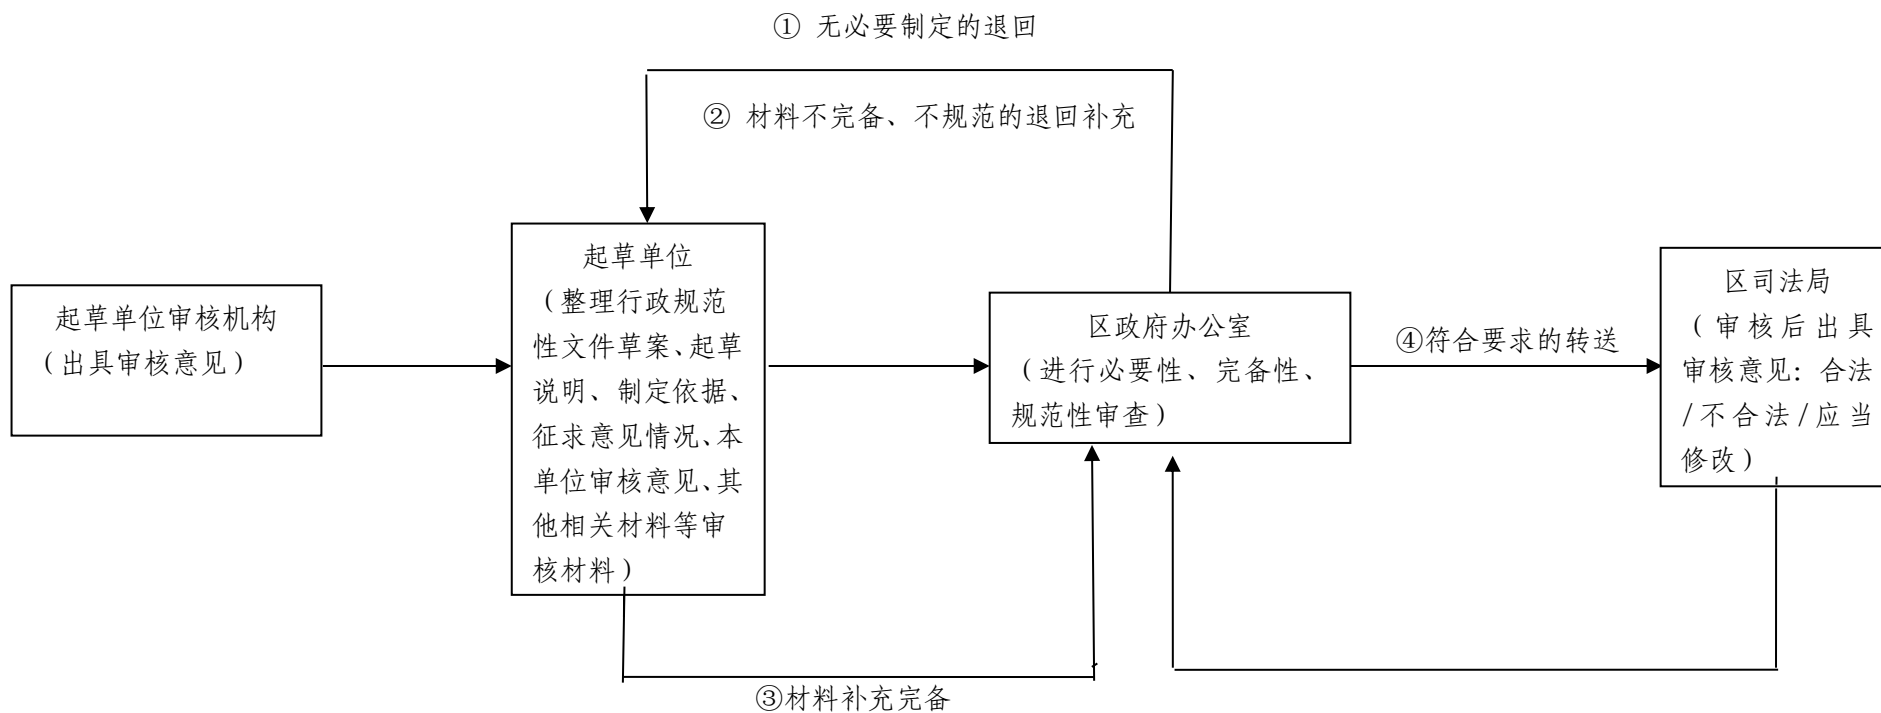 ① 无必要制定的退回
② 材料不完备、不规范的退回补充
起草单位审核机构
（出具审核意见）
起草单位
（整理行政规范
性文件草案、起草
说明、制定依据、
征求意见情况、本
单位审核意见、其
他相关材料等审
核材料）
区政府办公室
（进行必要性、完备性、
规范性审查）
④符合要求的转送
区司法局
（审核后出具
审核意见：合法
/不合法/应当
修改）
③材料补充完备